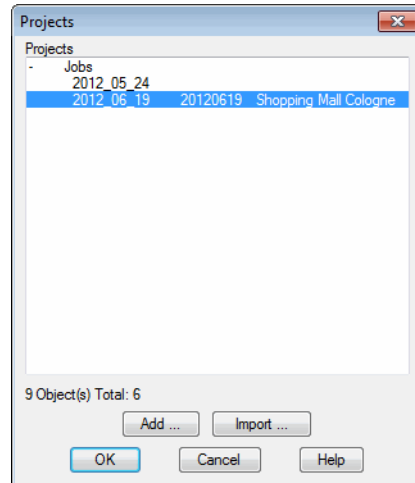 Projects
Projects
- Jobs
2012_05_24
2012_06_19 20120619 Shopping Mall Cologne
9 Object(s) Total: 6
Add ... Import ...
OK Cancel Help